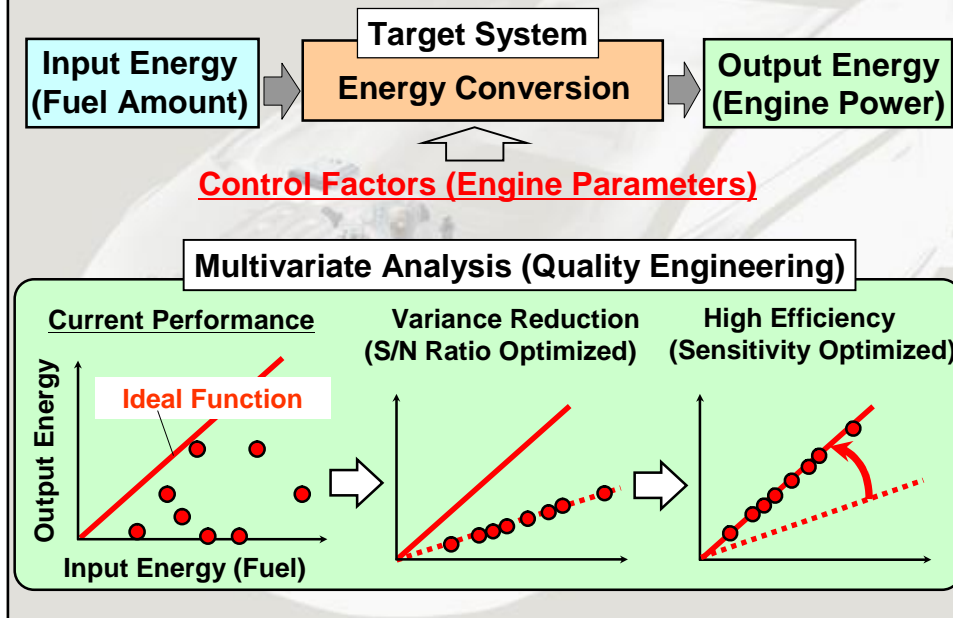 Target System
Input Energy
(Fuel Amount)
Energy Conversion
Output Energy
(Engine Power)
Control Factors (Engine Parameters)
Multivariate Analysis (Quality Engineering)
Current Performance
Ideal Function
Output Energy
Input Energy (Fuel)
Variance Reduction
(S/N Ratio Optimized)
High Efficiency
(Sensitivity Optimized)